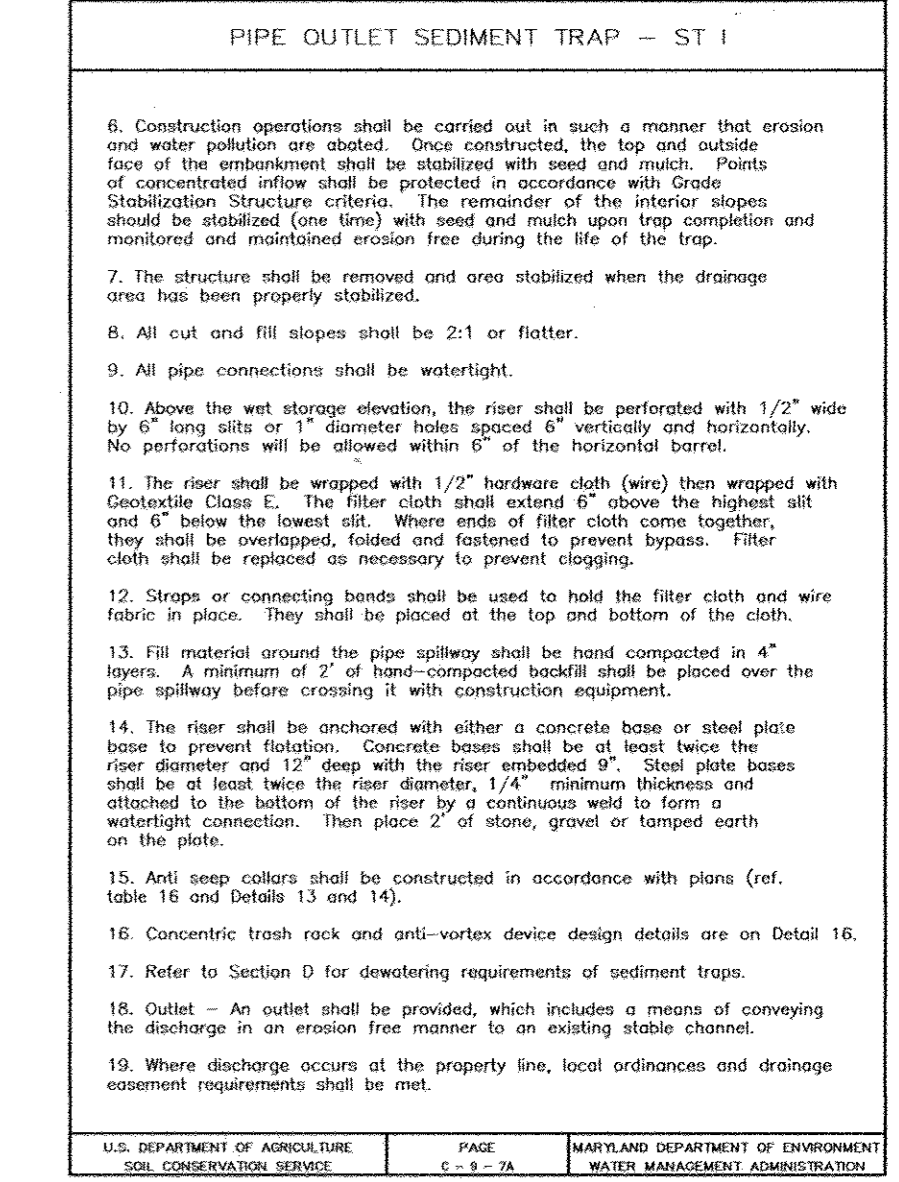 PIPE OUTLET SEDIMENT TRAP – ST I
6. Construction operations shall be carried out in such a manner that erosion
and water pollution are abated. Once constructed, the top and outside
face of the embankment shall be stabilized with seed and mulch. Points
of concentrated inflow shall be protected in accordance with Grade
Stabilization Structure criteria. The remainder of the interior slopes
should be stabilized (one time) with seed and mulch upon trap completion and
monitored and maintained erosion free during the life of the trap.
7. The structure shall be removed and area stabilized when the drainage
area has been properly stabilized.
8. All cut and fill slopes shall be 2:1 or flatter.
9. All pipe connections shall be watertight.
10. Above the wet storage elevation, the riser shall be perforated with 1/2" wide
by 6" long slits or 1" diameter holes spaced 6" vertically and horizontally.
No perforations will be allowed within 6" of the horizontal barrel.
11. The riser shall be wrapped with 1/2" hardware cloth (wire) then wrapped with
Geotextile Class E. The filter cloth shall extend 6" above the highest slit
and 6" below the lowest slit. Where ends of filter cloth come together,
they shall be overlapped, folded and fastened to prevent bypass. Filter
cloth shall be replaced as necessary to prevent clogging.
12. Straps or connecting bands shall be used to hold the filter cloth and wire
fabric in place. They shall be placed at the top and bottom of the cloth.
13. Fill material around the pipe spillway shall be hand compacted in 4"
layers. A minimum of 2' of hand-compacted backfill shall be placed over the
pipe spillway before crossing it with construction equipment.
14. The riser shall be anchored with either a concrete base or steel plate
base to prevent flotation. Concrete bases shall be at least twice the
riser diameter and 12" deep with the riser embedded 9". Steel plate bases
shall be at least twice the riser diameter, 1/4" minimum thickness and
attached to the bottom of the riser by a continuous weld to form a
watertight connection. Then place 2' of stone, gravel or tamped earth
on the plate.
15. Anti seep collars shall be constructed in accordance with plans (ref.
table 16 and Details 13 and 14).
16. Concentric trash rack and anti-vortex device design details are on Detail 16.
17. Refer to Section D for dewatering requirements of sediment traps.
18. Outlet – An outlet shall be provided, which includes a means of conveying
the discharge in an erosion free manner to an existing stable channel.
19. Where discharge occurs at the property line, local ordinances and drainage
easement requirements shall be met.
U.S. DEPARTMENT OF AGRICULTURE
SOIL CONSERVATION SERVICE
PAGE
C - 9 - 7A
MARYLAND DEPARTMENT OF ENVIRONMENT
WATER MANAGEMENT ADMINISTRATION